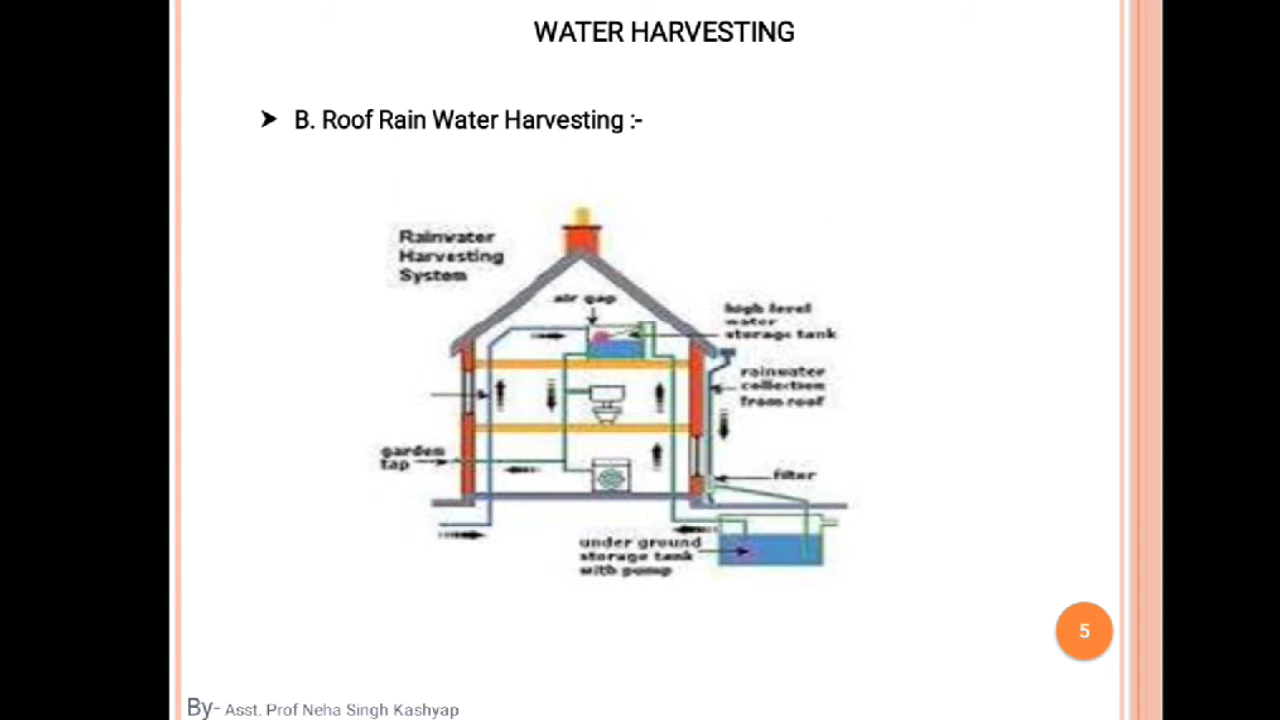 WATER HARVESTING
➤ B. Roof Rain Water Harvesting :-
Rainwater
Harvesting
System
air gap
high level
water
storage tank
rainwater
collection
from roof
garden
tap
filter
under ground
storage tank
with pump
5
By- Asst. Prof Neha Singh Kashyap